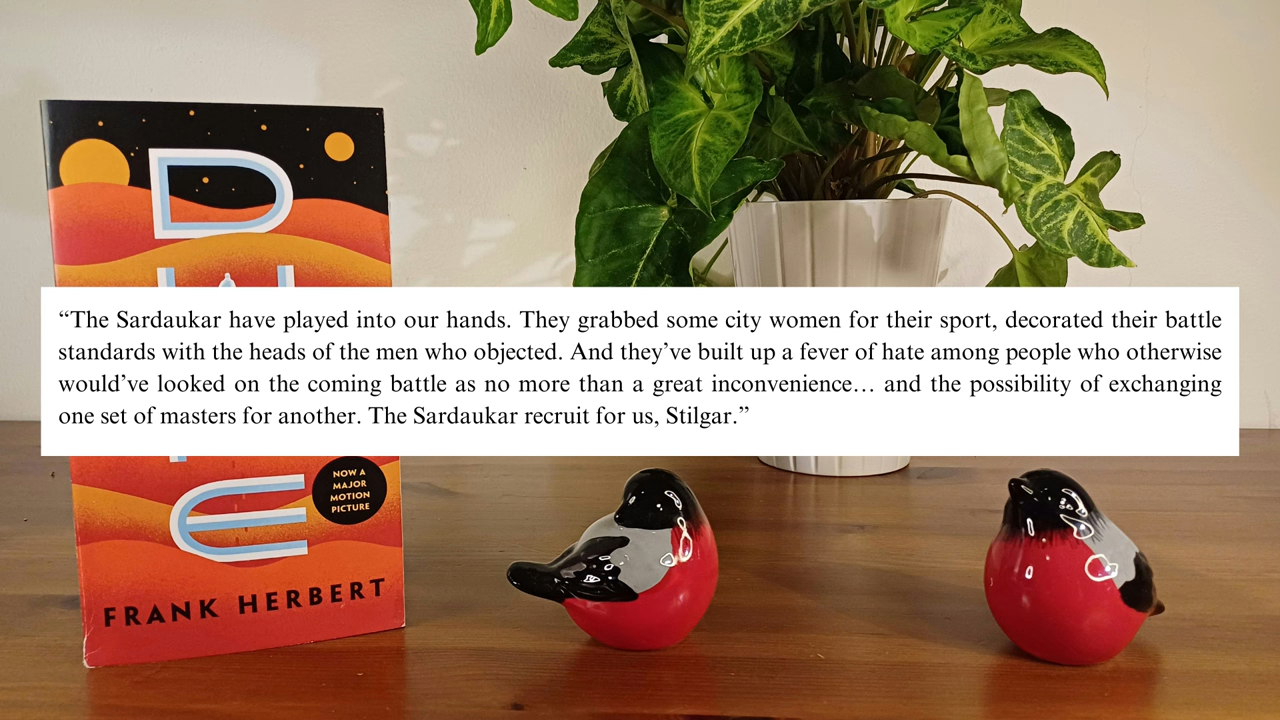 D
“The Sardaukar have played into our hands. They grabbed some city women for their sport, decorated their battle
standards with the heads of the men who objected. And they’ve built up a fever of hate among people who otherwise
would’ve looked on the coming battle as no more than a great inconvenience… and the possibility of exchanging
one set of masters for another. The Sardaukar recruit for us, Stilgar.”
NOW A
MAJOR
MOTION
PICTURE
E
FRANK HERBERT